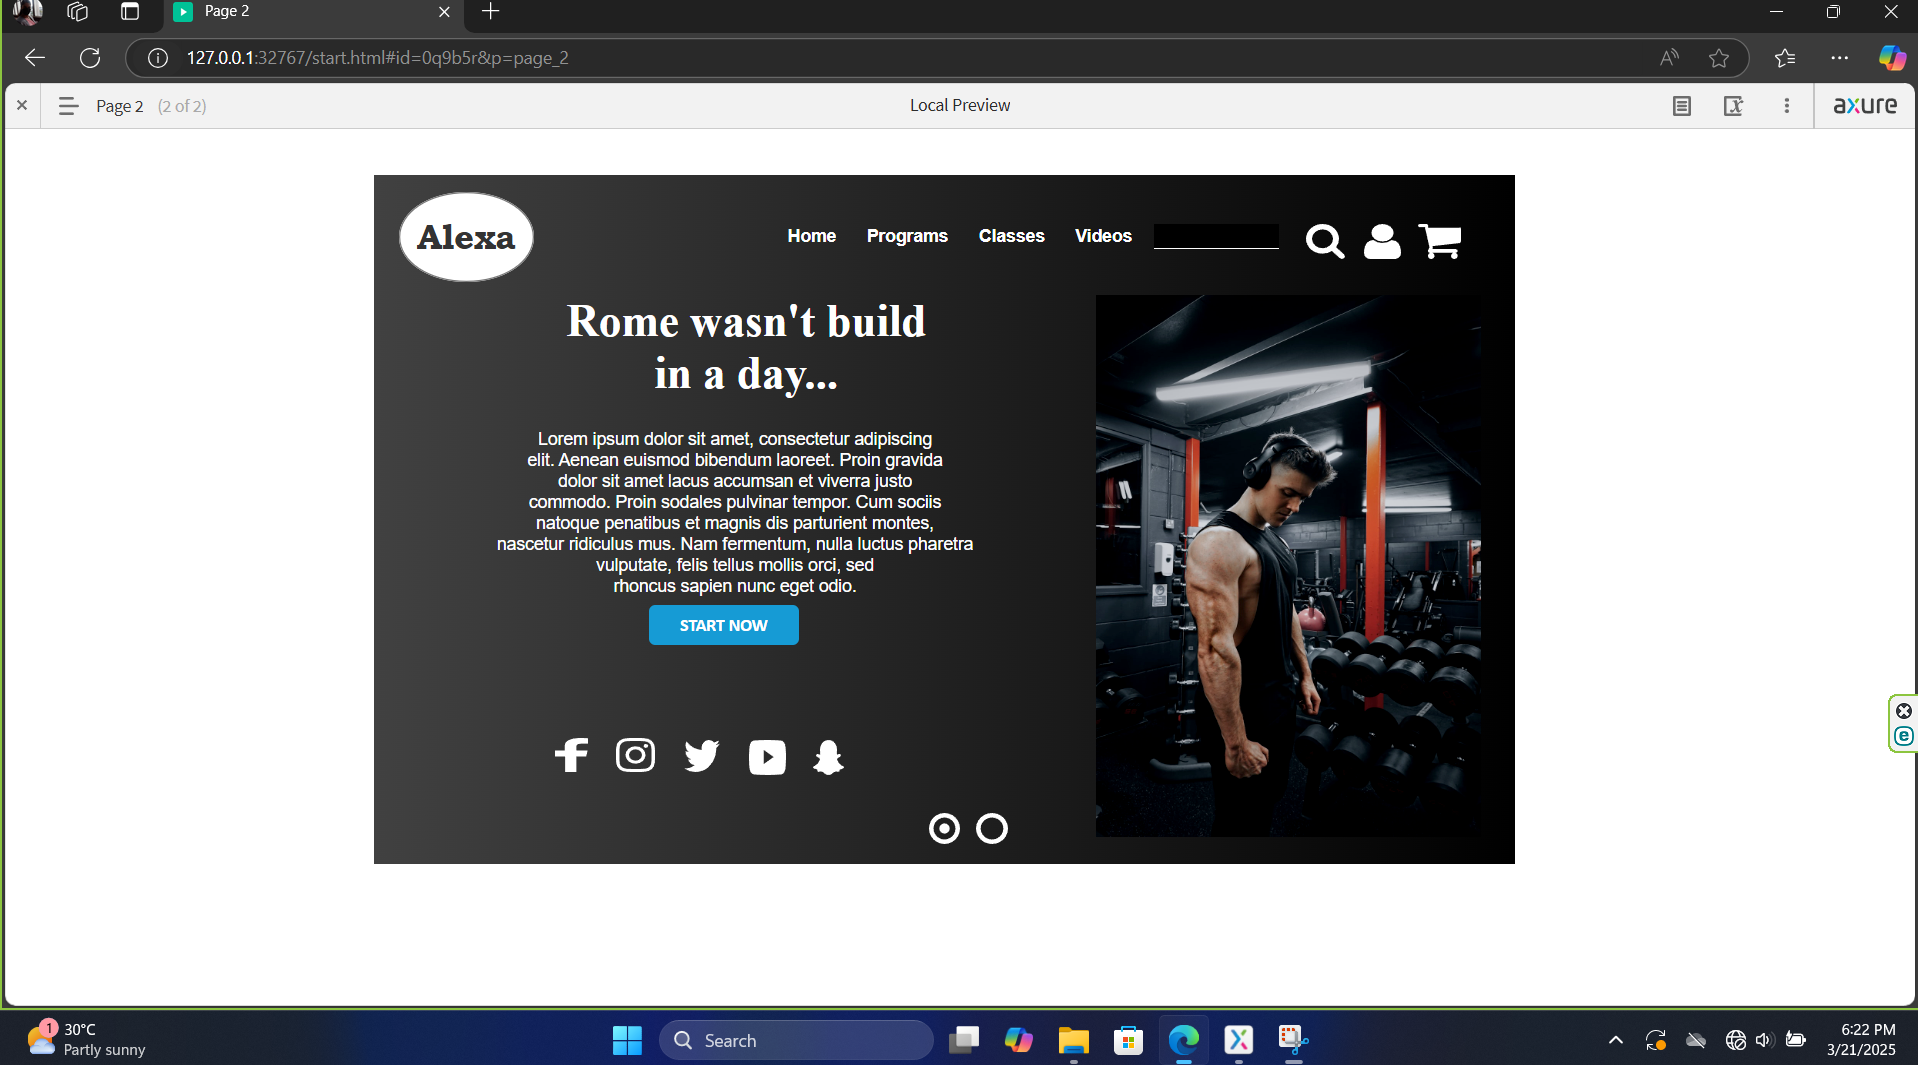 Page 2
127.0.0.1:32767/start.html#id=0q9b5r&p=page_2
Page 2 (2 of 2)
Local Preview
axure
Alexa
Home Programs Classes Videos
Rome wasn't build
in a day...
Lorem ipsum dolor sit amet, consectetur adipiscing
elit. Aenean euismod bibendum laoreet. Proin gravida
dolor sit amet lacus accumsan et viverra justo
commodo. Proin sodales pulvinar tempor. Cum sociis
natoque penatibus et magnis dis parturient montes,
nascetur ridiculus mus. Nam fermentum, nulla luctus pharetra
vulputate, felis tellus mollis orci, sed
rhoncus sapien nunc eget odio.
START NOW
1
30°C
Partly sunny
Search
6:22 PM
3/21/2025